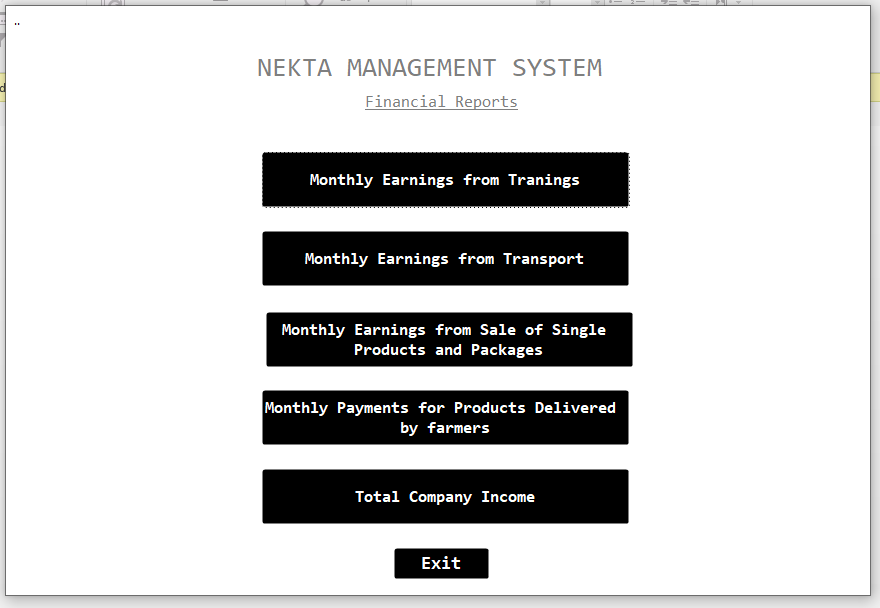 ..
NEKTA MANAGEMENT SYSTEM
Financial Reports
Monthly Earnings from Tranings
Monthly Earnings from Transport
Monthly Earnings from Sale of Single
Products and Packages
Monthly Payments for Products Delivered
by farmers
Total Company Income
Exit